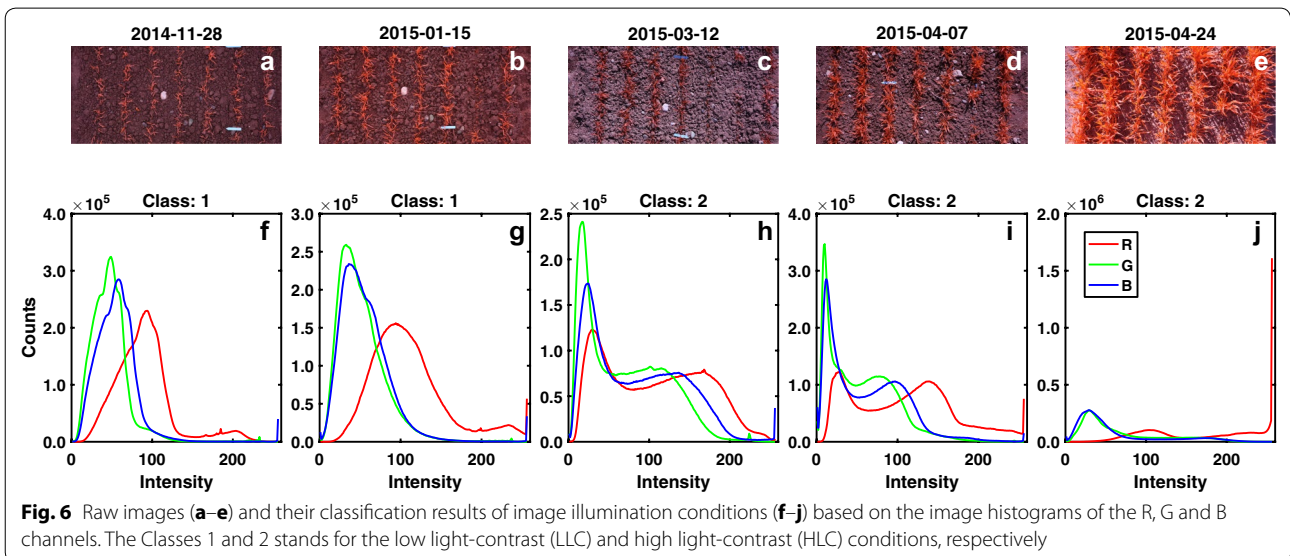 2014-11-28 2015-01-15 2015-03-12 2015-04-07 2015-04-24
a b c d e
×10⁵ Class: 1 ×10⁵ Class: 1 ×10⁵ Class: 2 ×10⁵ Class: 2 ×10⁶ Class: 2
f g h i j
Counts
4.0
3.0
2.0
1.0
0.0
0 100 200
Intensity
3.0
2.5
2.0
1.5
1.0
0.5
0.0
0 100 200
Intensity
2.5
2.0
1.5
1.0
0.5
0.0
0 100 200
Intensity
4.0
3.0
2.0
1.0
0.0
0 100 200
Intensity
2.0
1.5
1.0
0.5
0.0
R
G
B
0 100 200
Intensity
Fig. 6 Raw images (a–e) and their classification results of image illumination conditions (f–j) based on the image histograms of the R, G and B
channels. The Classes 1 and 2 stands for the low light-contrast (LLC) and high light-contrast (HLC) conditions, respectively